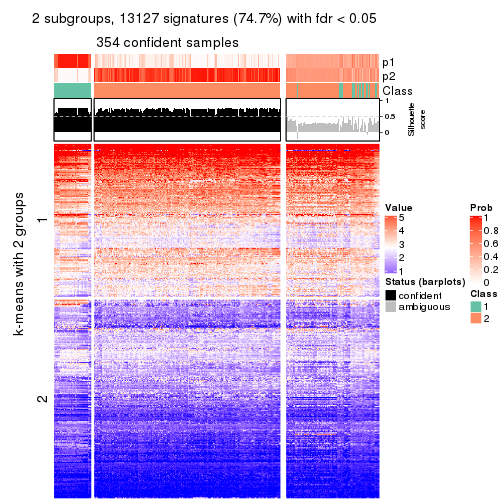 2 subgroups, 13127 signatures (74.7%) with fdr < 0.05
354 confident samples
p1
p2
Class
1
0.5
0
Silhouette
score
k-means with 2 groups
1
2
Value
5
4
3
2
1
Status (barplots)
confident
ambiguous
Prob
1
0.8
0.6
0.4
0.2
0
Class
1
2